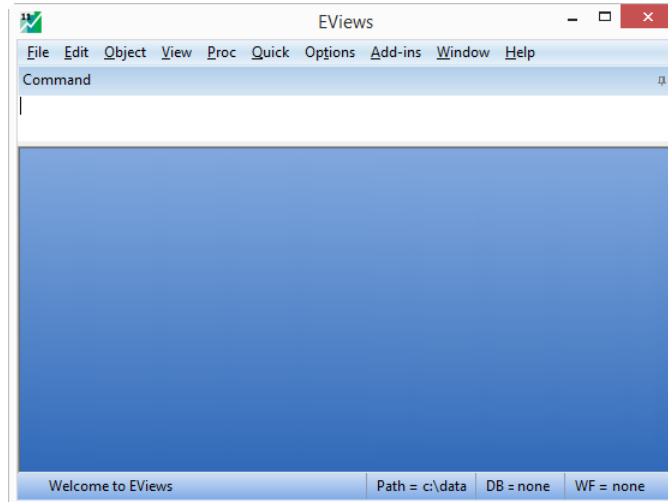 11
EViews
File Edit Object View Proc Quick Options Add-ins Window Help
Command
Welcome to EViews Path = c:\data DB = none WF = none